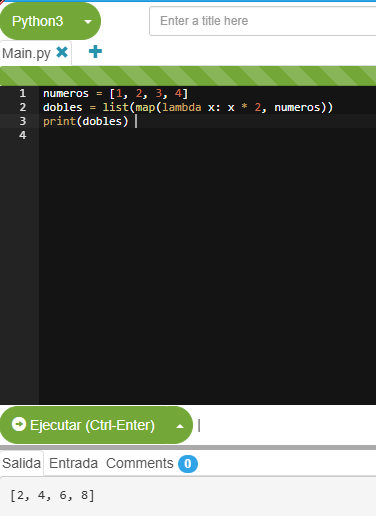 Python3
Enter a title here
Main.py
1 numeros = [1, 2, 3, 4]
2 dobles = list(map(lambda x: x * 2, numeros))
3 print(dobles)
4
Ejecutar (Ctrl-Enter)
Salida Entrada Comments 0
[2, 4, 6, 8]